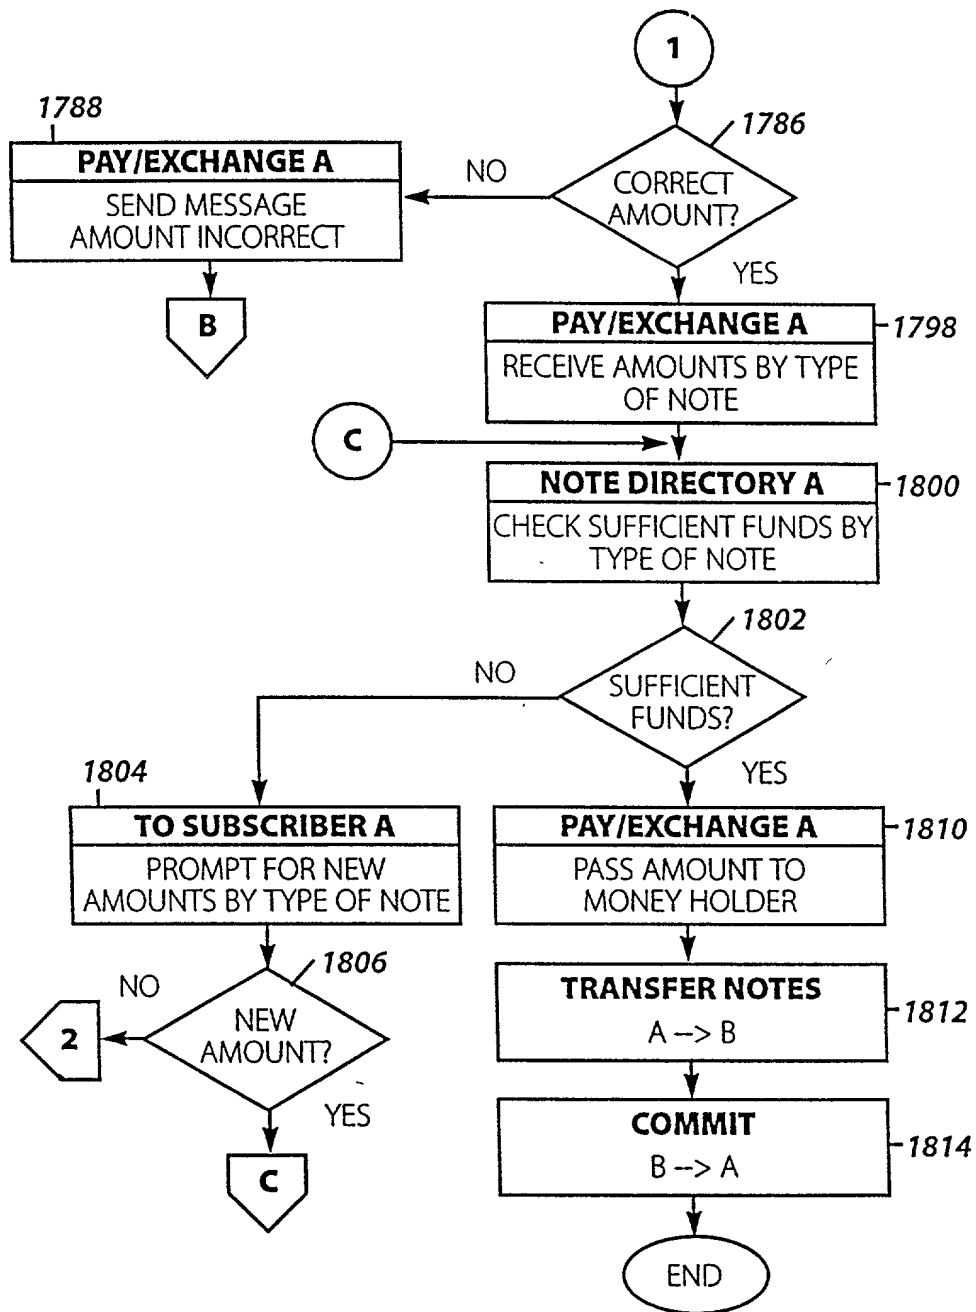 1
1788
1786
PAY/EXCHANGE A
NO
CORRECT
AMOUNT?
SEND MESSAGE
AMOUNT INCORRECT
YES
B
PAY/EXCHANGE A
1798
RECEIVE AMOUNTS BY TYPE
OF NOTE
C
NOTE DIRECTORY A
1800
CHECK SUFFICIENT FUNDS BY
TYPE OF NOTE
1802
NO
SUFFICIENT
FUNDS?
YES
1804
TO SUBSCRIBER A
PROMPT FOR NEW
AMOUNTS BY TYPE OF NOTE
PAY/EXCHANGE A
1810
PASS AMOUNT TO
MONEY HOLDER
1806
NO
2
NEW
AMOUNT?
YES
C
TRANSFER NOTES
1812
A --> B
COMMIT
1814
B --> A
END